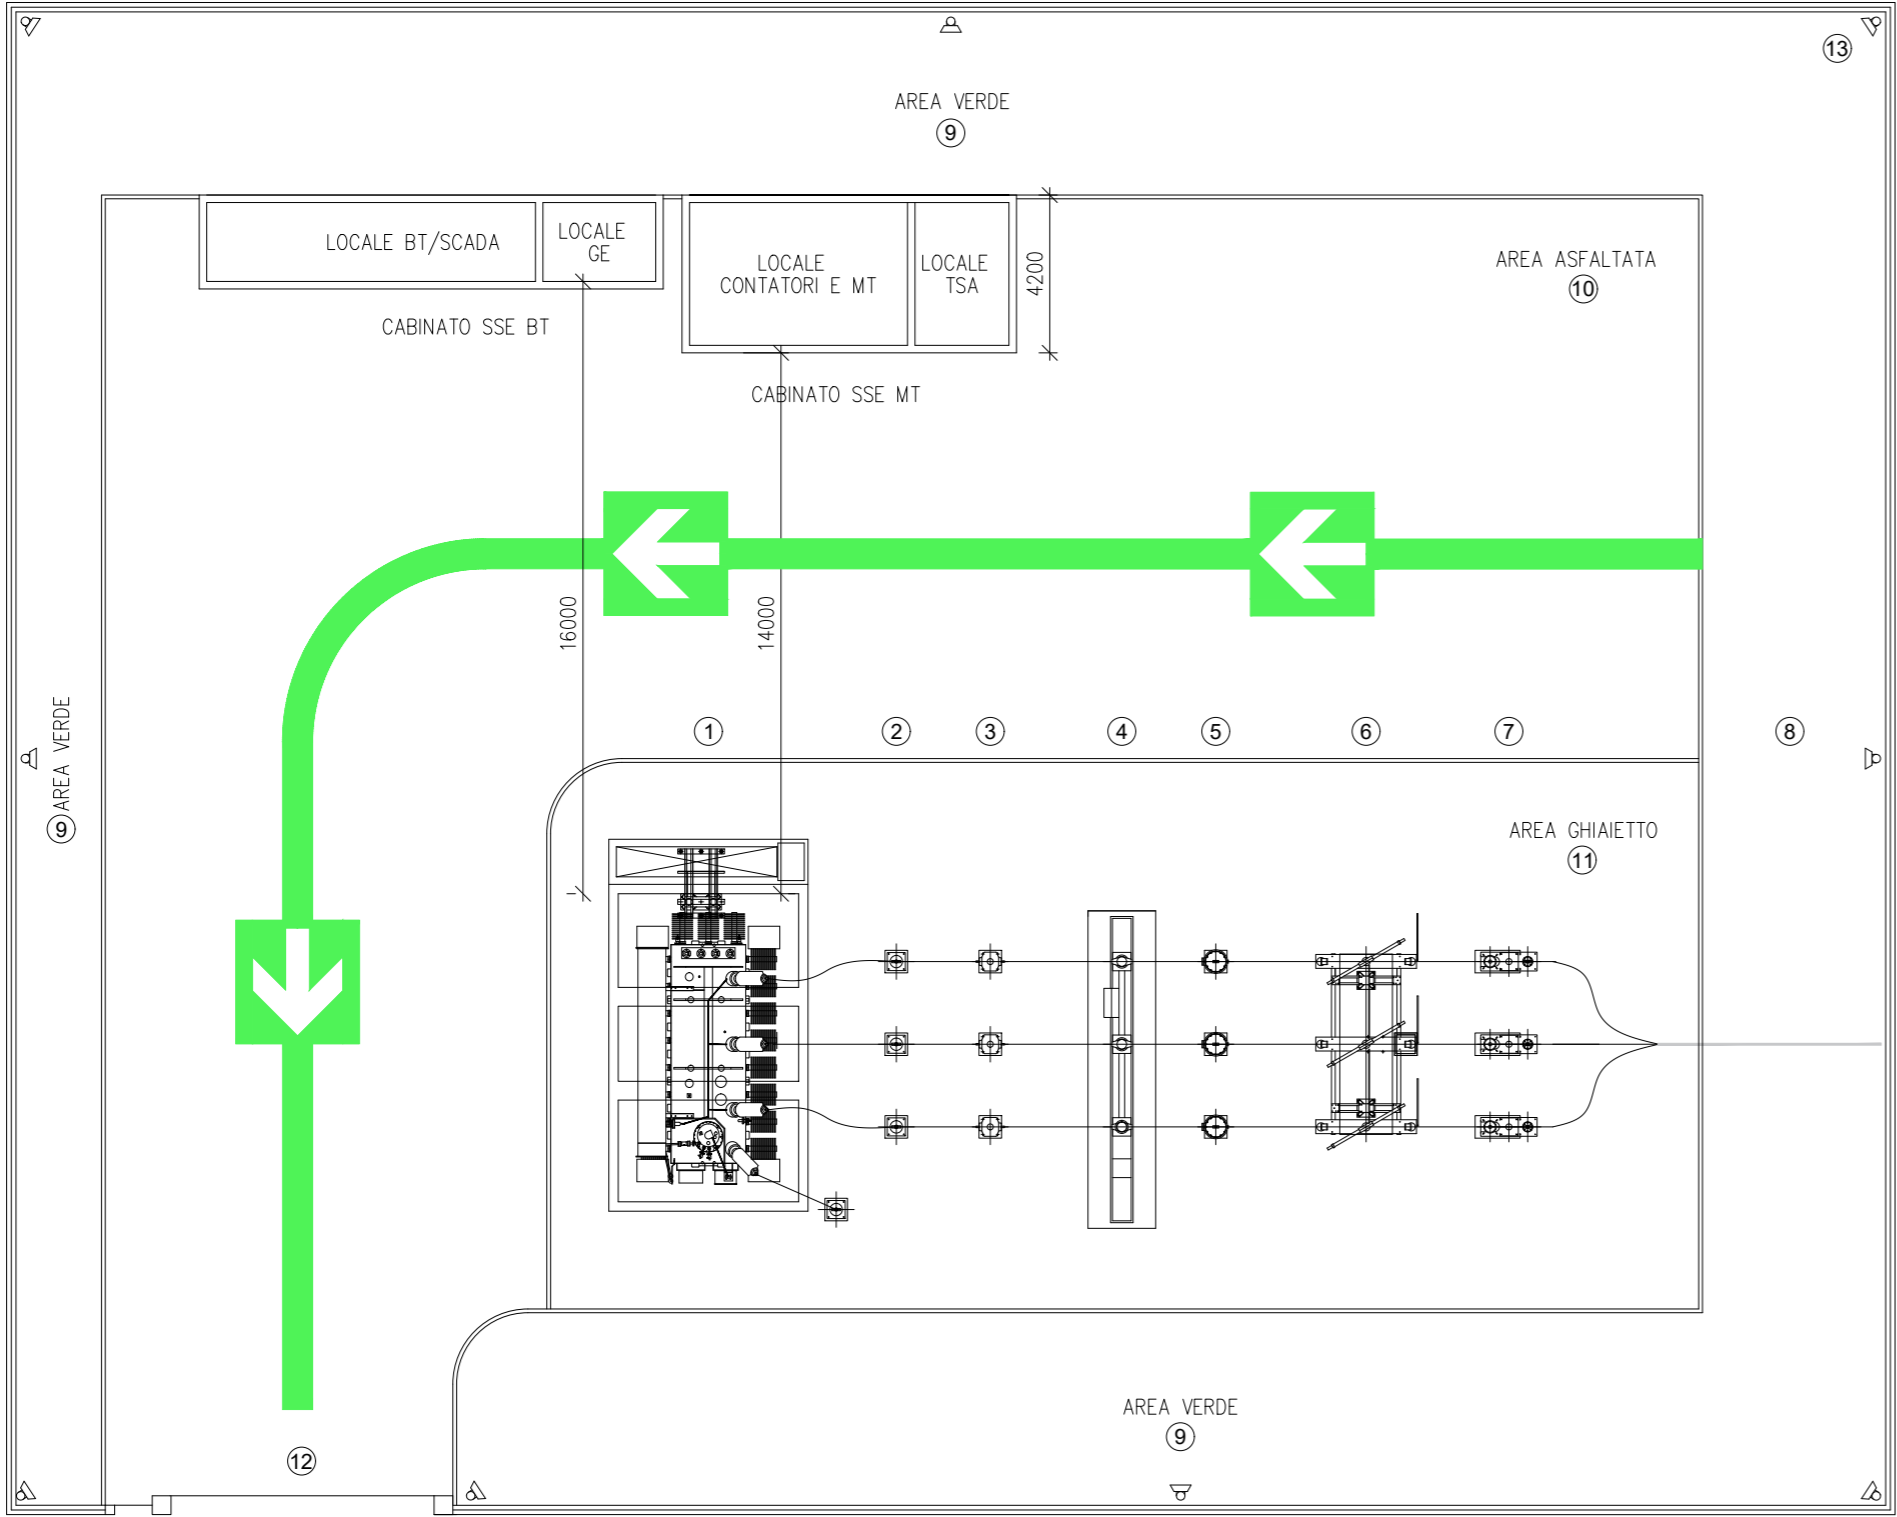 13
AREA VERDE
9
LOCALE BT/SCADA
LOCALE
GE
LOCALE
CONTATORI E MT
LOCALE
TSA
4200
AREA ASFALTATA
10
CABINATO SSE BT
CABINATO SSE MT
16000
14000
AREA VERDE
9
1
2
3
4
5
6
7
8
AREA GHIAIETTO
11
AREA VERDE
9
12